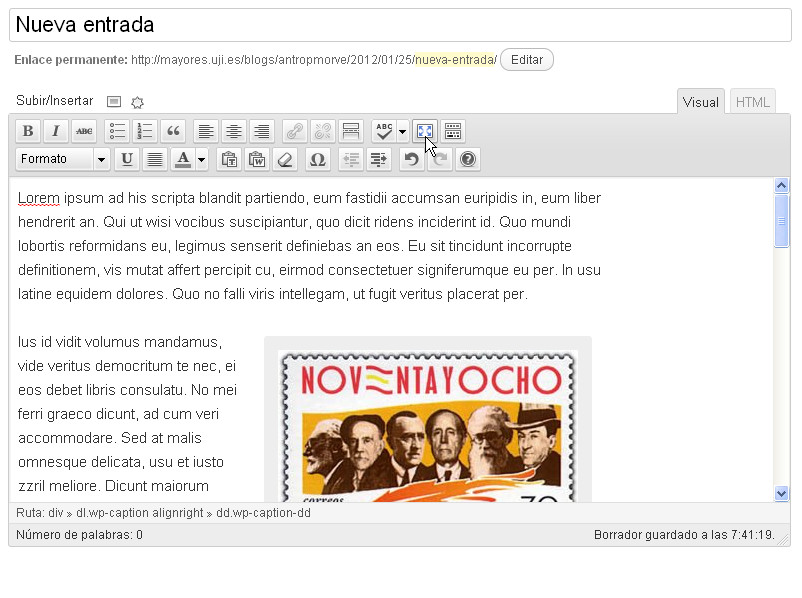 Nueva entrada
Enlace permanente: http://mayores.uji.es/blogs/antropmorve/2012/01/25/nueva-entrada/ Editar
Subir/Insertar
Visual HTML
B I ABC ABC
Formato U A
Lorem ipsum ad his scripta blandit partiendo, eum fastidii accumsan euripidis in, eum liber
hendrerit an. Qui ut wisi vocibus suscipiantur, quo dicit ridens inciderint id. Quo mundi
lobortis reformidans eu, legimus senserit definiebas an eos. Eu sit tincidunt incorrupte
definitionem, vis mutat affert percipit cu, eirmod consectetuer signiferumque eu per. In usu
latine equidem dolores. Quo no falli viris intellegam, ut fugit veritus placerat per.
Ius id vidit volumus mandamus,
vide veritus democritum te nec, ei
eos debet libris consulatu. No mei
ferri graeco dicunt, ad cum veri
accommodare. Sed at malis
omnesque delicata, usu et iusto
zzril meliore. Dicunt maiorum
NOVENTAYOCHO
correos
70
Ruta: div » dl.wp-caption alignright » dd.wp-caption-dd
Número de palabras: 0
Borrador guardado a las 7:41:19.